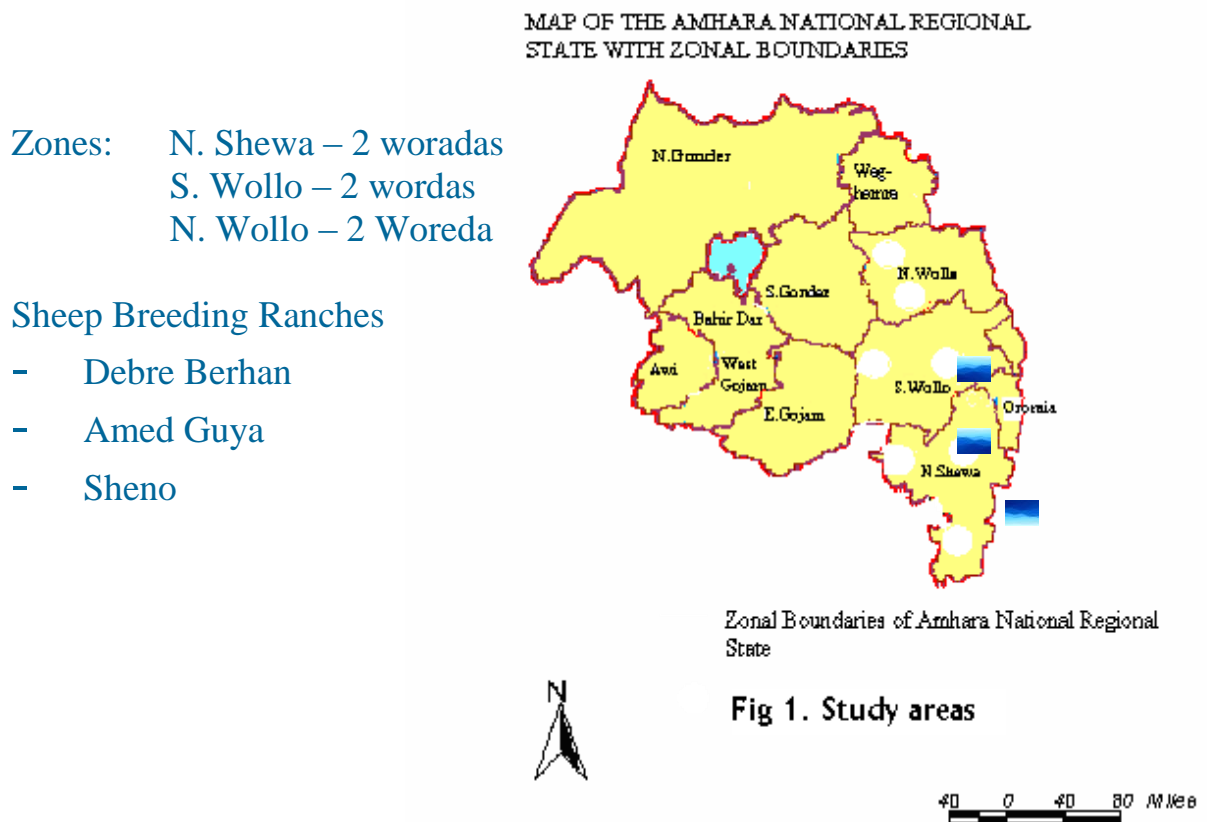 MAP OF THE AMHARA NATIONAL REGIONAL
STATE WITH ZONAL BOUNDARIES
Zones: N. Shewa – 2 woradas
S. Wollo – 2 wordas
N. Wollo – 2 Woreda
Sheep Breeding Ranches
- Debre Berhan
- Amed Guya
- Sheno
N.Gonder
Wag-
hemra
N.Wollo
S.Gonder
Bahir Dar
Awi
West
Gojam
E.Gojam
S.Wollo
Oromia
N.Shewa
Zonal Boundaries of Amhara National Regional
State
N
Fig 1. Study areas
40 0 40 80 Miles